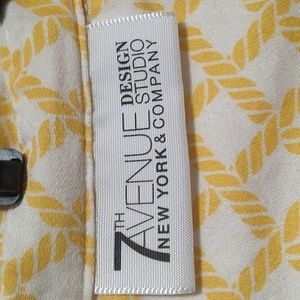 7TH
AVENUE DESIGN
STUDIO
NEW YORK & COMPANY